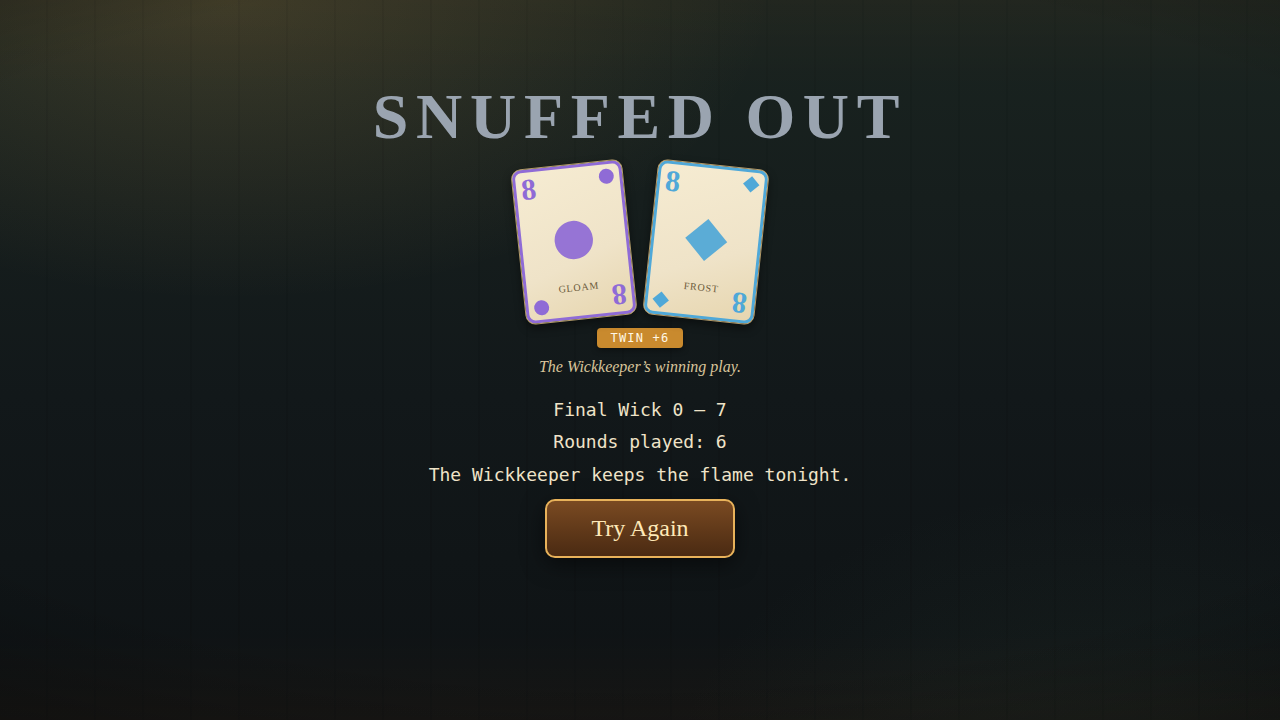 SNUFFED OUT
8
GLOAM
8
8
FROST
8
TWIN +6
The Wickkeeper’s winning play.
Final Wick 0 — 7
Rounds played: 6
The Wickkeeper keeps the flame tonight.
Try Again